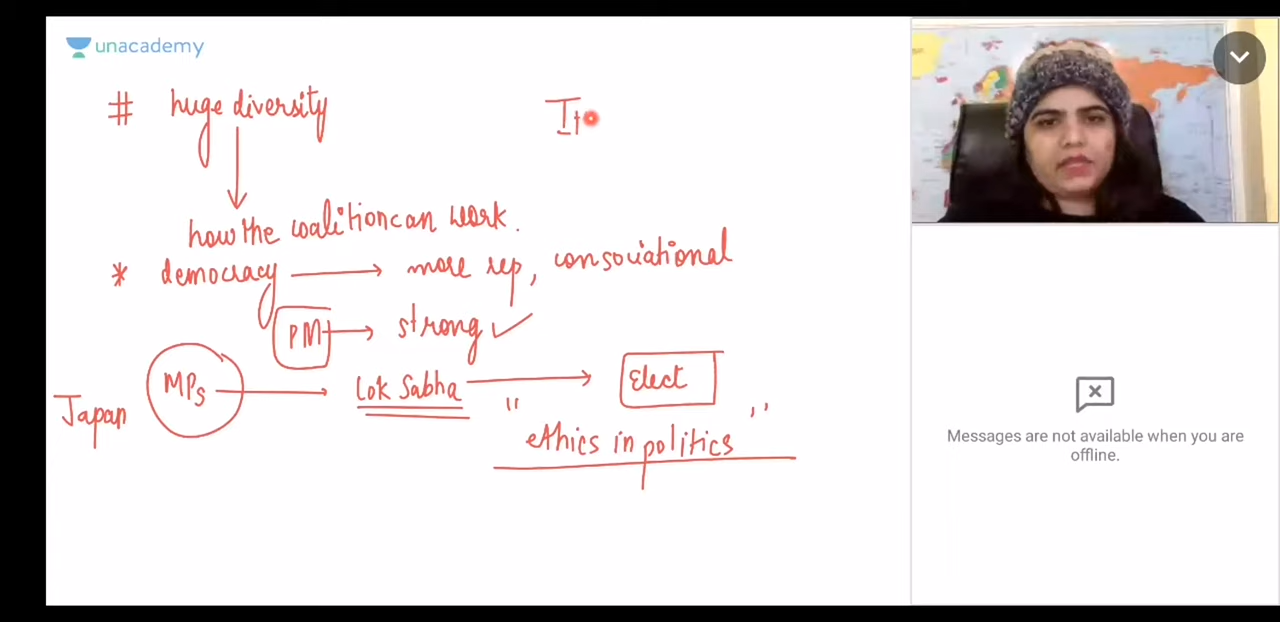 unacademy
# huge diversity
It
how the coalition can work.
* democracy → more rep, consociational
PM → strong ✓
MPs → Lok Sabha → Elect
Japan
" ethics in politics "
Messages are not available when you are
offline.